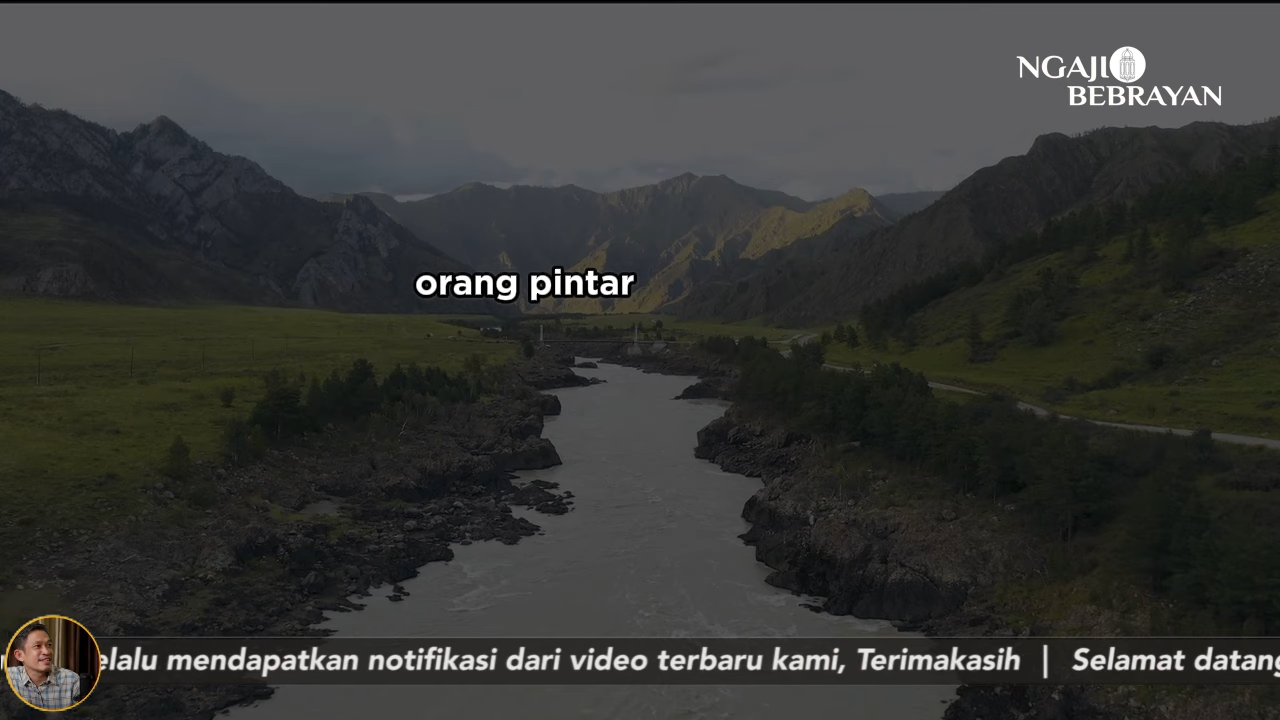 NGAJI
BEBRAYAN
orang pintar
elalu mendapatkan notifikasi dari video terbaru kami, Terimakasih | Selamat datang